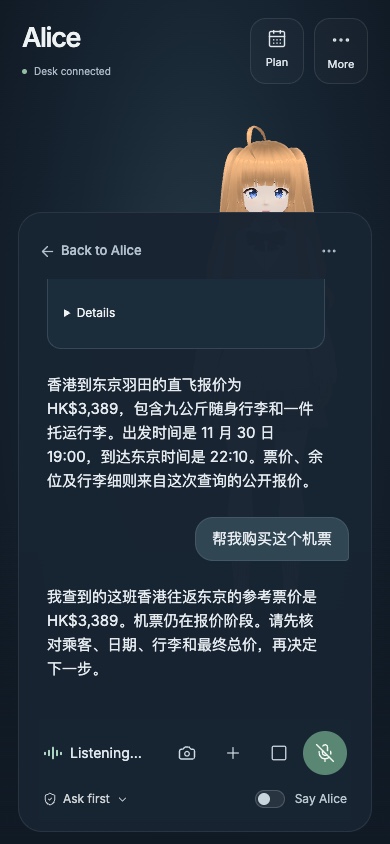 Alice
Desk connected
Plan
More
Back to Alice
Details
香港到东京羽田的直飞报价为
HK$3,389，包含九公斤随身行李和一件
托运行李。出发时间是 11 月 30 日
19:00，到达东京时间是 22:10。票价、余
位及行李细则来自这次查询的公开报价。
帮我购买这个机票
我查到的这班香港往返东京的参考票价是
HK$3,389。机票仍在报价阶段。请先核
对乘客、日期、行李和最终总价，再决定
下一步。
Listening...
Ask first
Say Alice